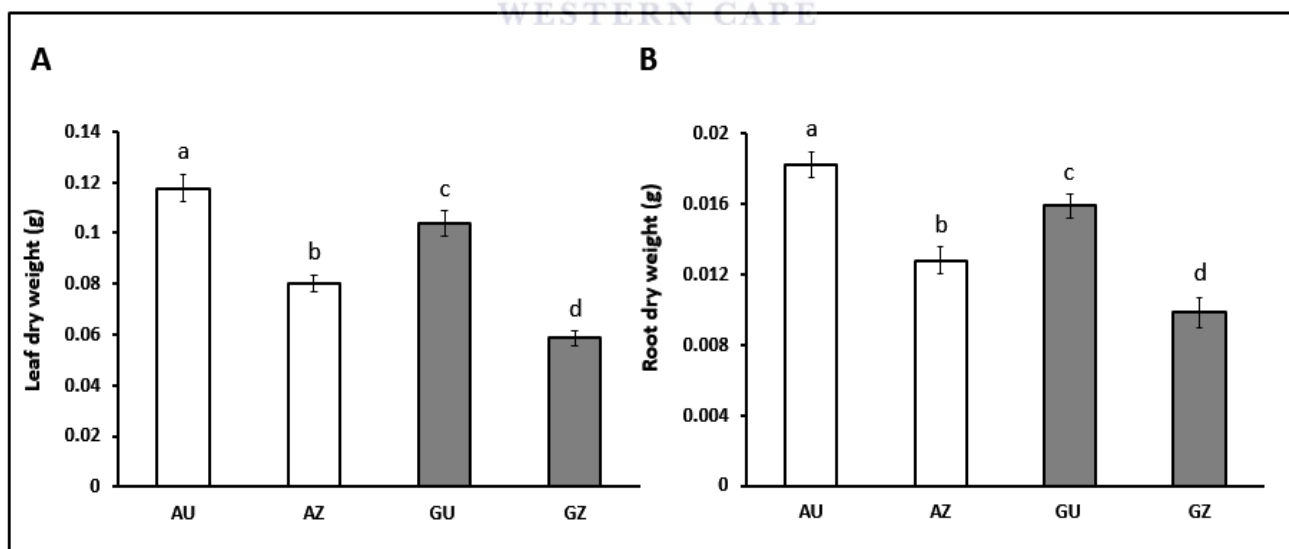 WESTERN CAPE
A
B
Leaf dry weight (g)
0.14
0.12
0.1
0.08
0.06
0.04
0.02
0
a
b
c
d
AU AZ GU GZ
Root dry weight (g)
0.02
0.016
0.012
0.008
0.004
0
a
b
c
d
AU AZ GU GZ